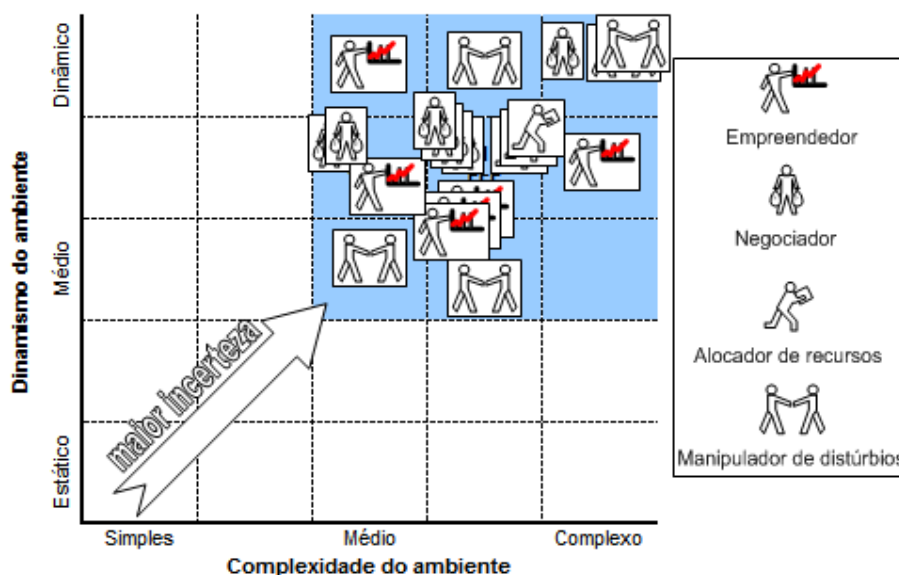 Dinamismo do ambiente
Dinâmico
Médio
Estático
maior incerteza
Simples
Médio
Complexo
Complexidade do ambiente
Empreendedor
Negociador
Alocador de recursos
Manipulador de distúrbios